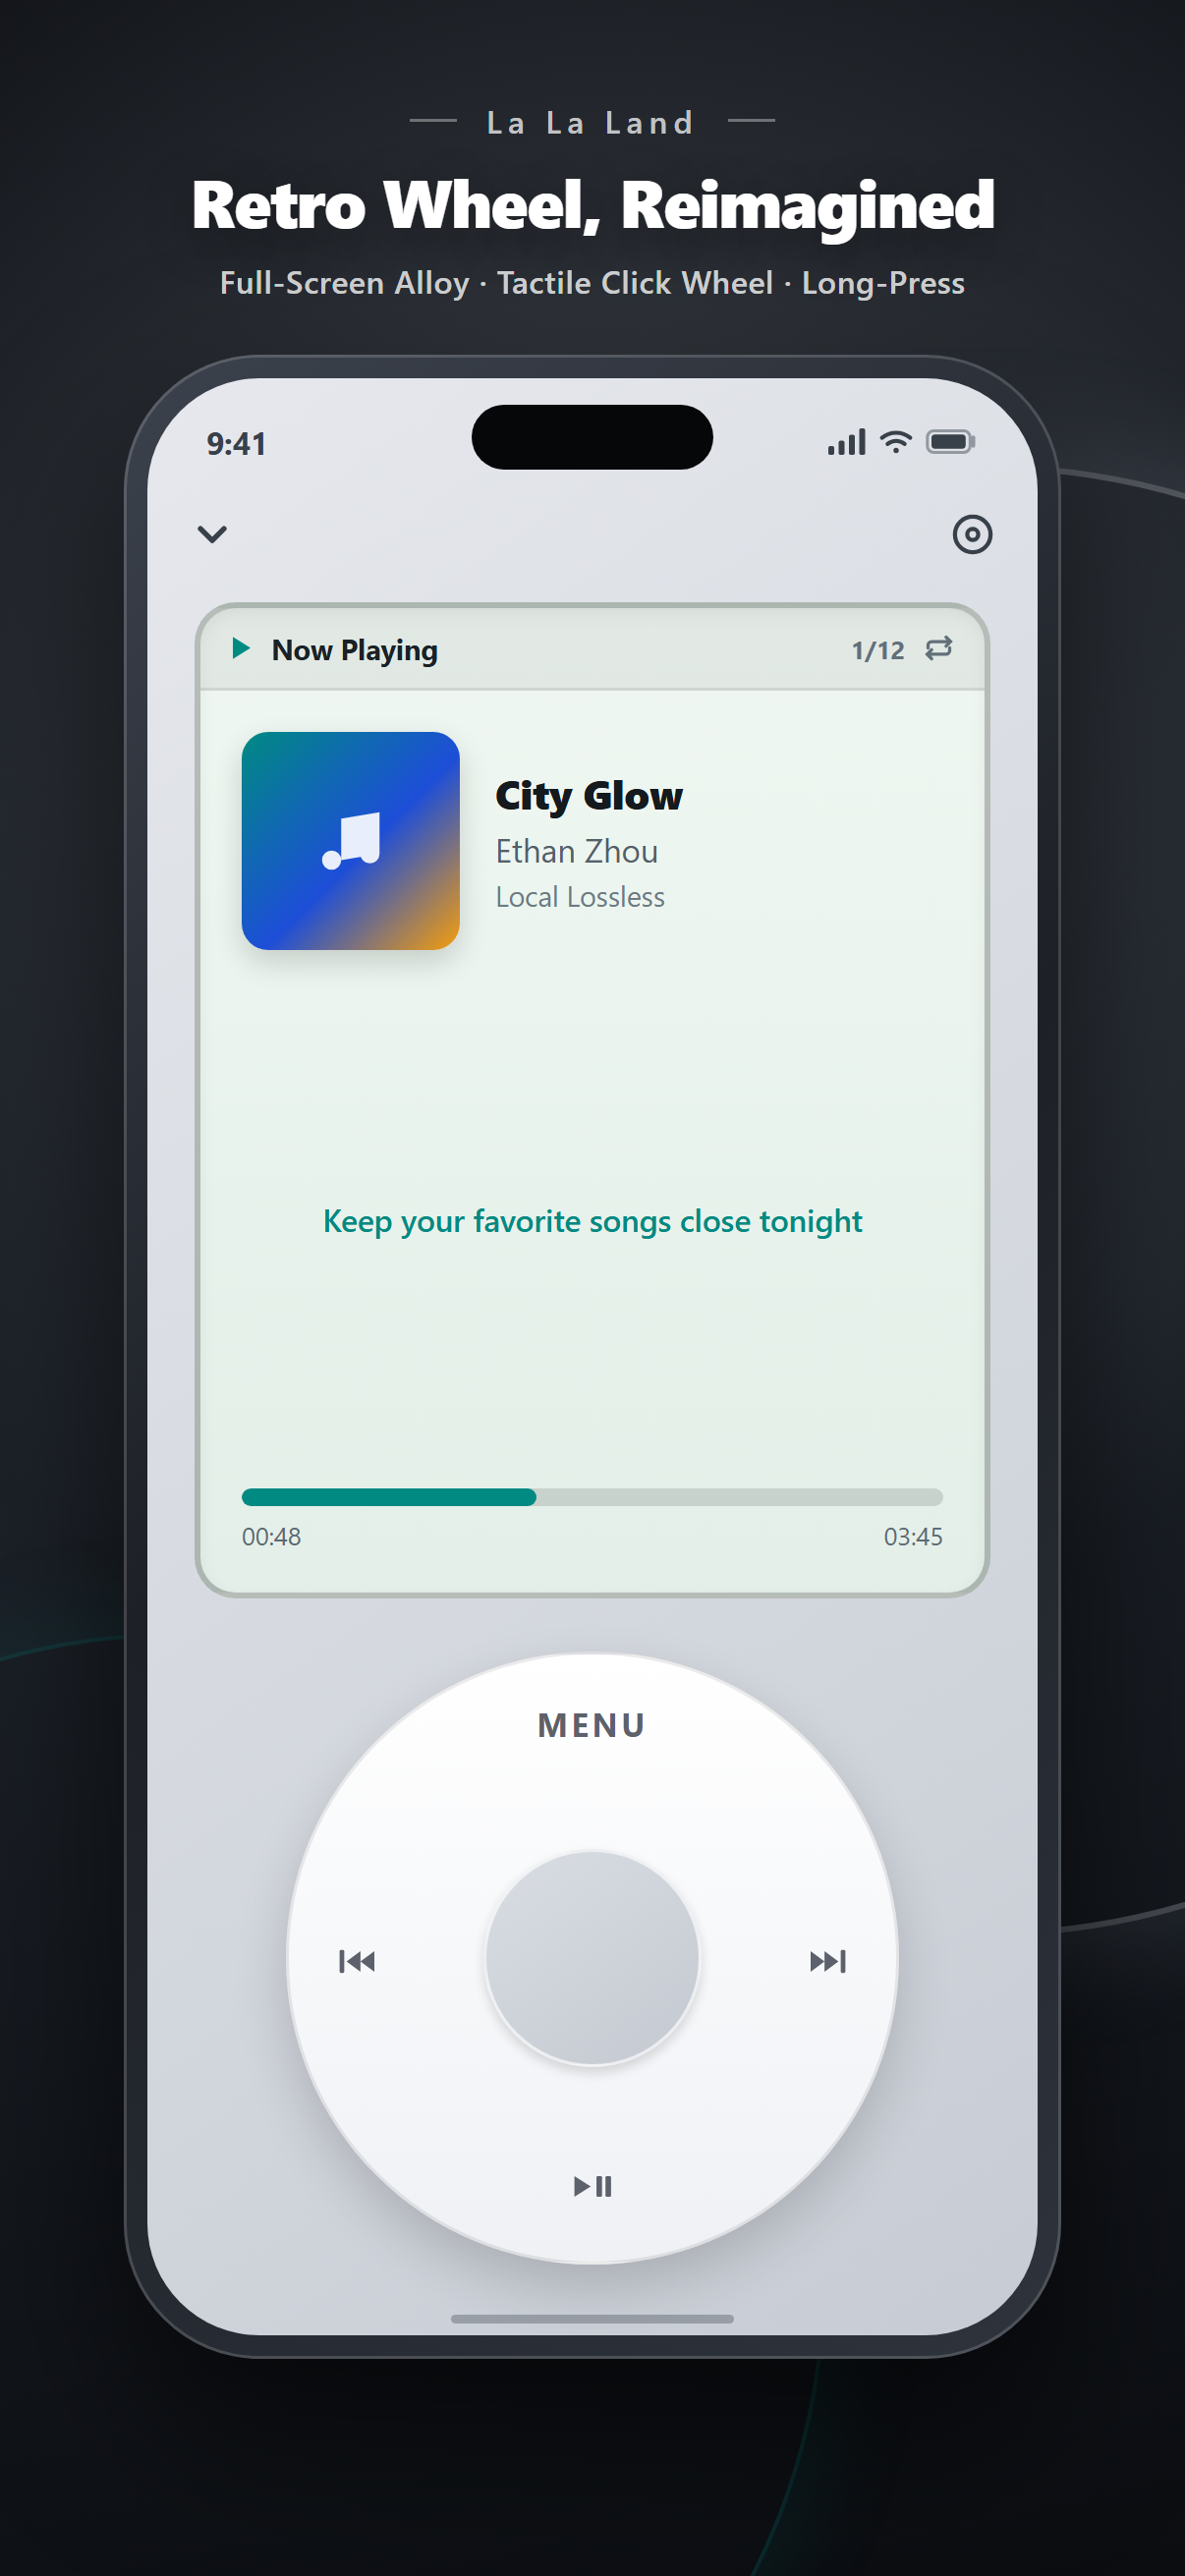 La La Land
Retro Wheel, Reimagined
Full-Screen Alloy · Tactile Click Wheel · Long-Press
9:41
Now Playing
1/12
City Glow
Ethan Zhou
Local Lossless
Keep your favorite songs close tonight
00:48
03:45
MENU